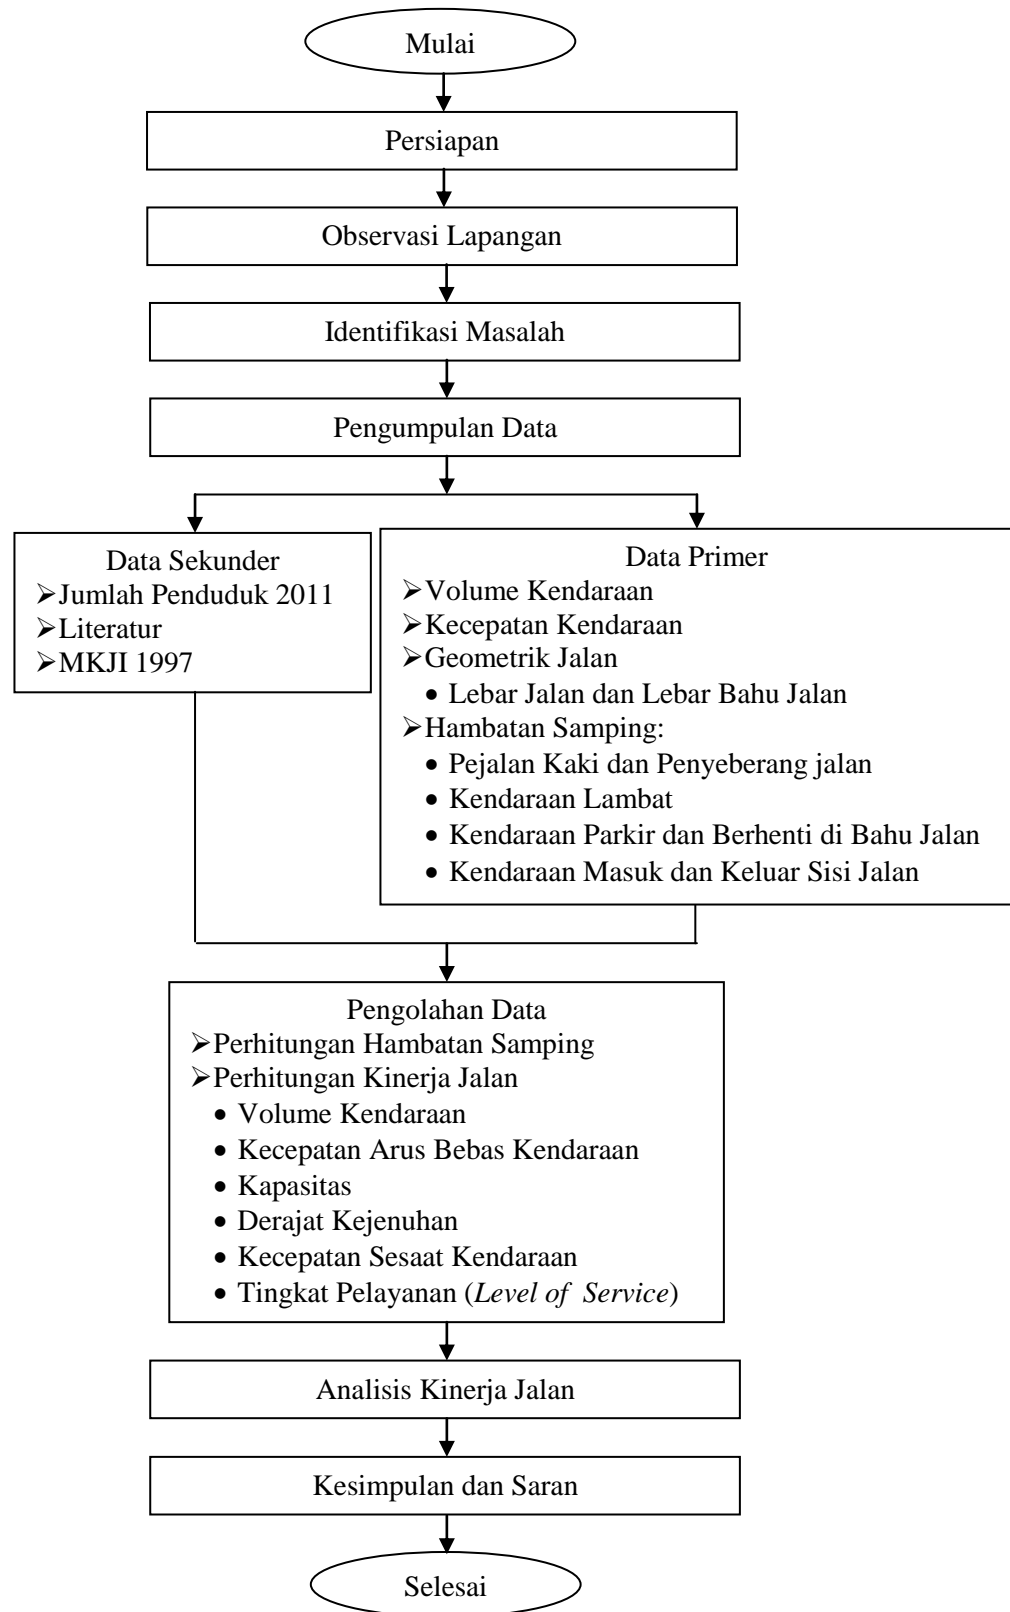 Mulai
Persiapan
Observasi Lapangan
Identifikasi Masalah
Pengumpulan Data
Data Sekunder
➢Jumlah Penduduk 2011
➢Literatur
➢MKJI 1997
Data Primer
➢Volume Kendaraan
➢Kecepatan Kendaraan
➢Geometrik Jalan
• Lebar Jalan dan Lebar Bahu Jalan
➢Hambatan Samping:
• Pejalan Kaki dan Penyeberang jalan
• Kendaraan Lambat
• Kendaraan Parkir dan Berhenti di Bahu Jalan
• Kendaraan Masuk dan Keluar Sisi Jalan
Pengolahan Data
➢Perhitungan Hambatan Samping
➢Perhitungan Kinerja Jalan
• Volume Kendaraan
• Kecepatan Arus Bebas Kendaraan
• Kapasitas
• Derajat Kejenuhan
• Kecepatan Sesaat Kendaraan
• Tingkat Pelayanan (Level of Service)
Analisis Kinerja Jalan
Kesimpulan dan Saran
Selesai